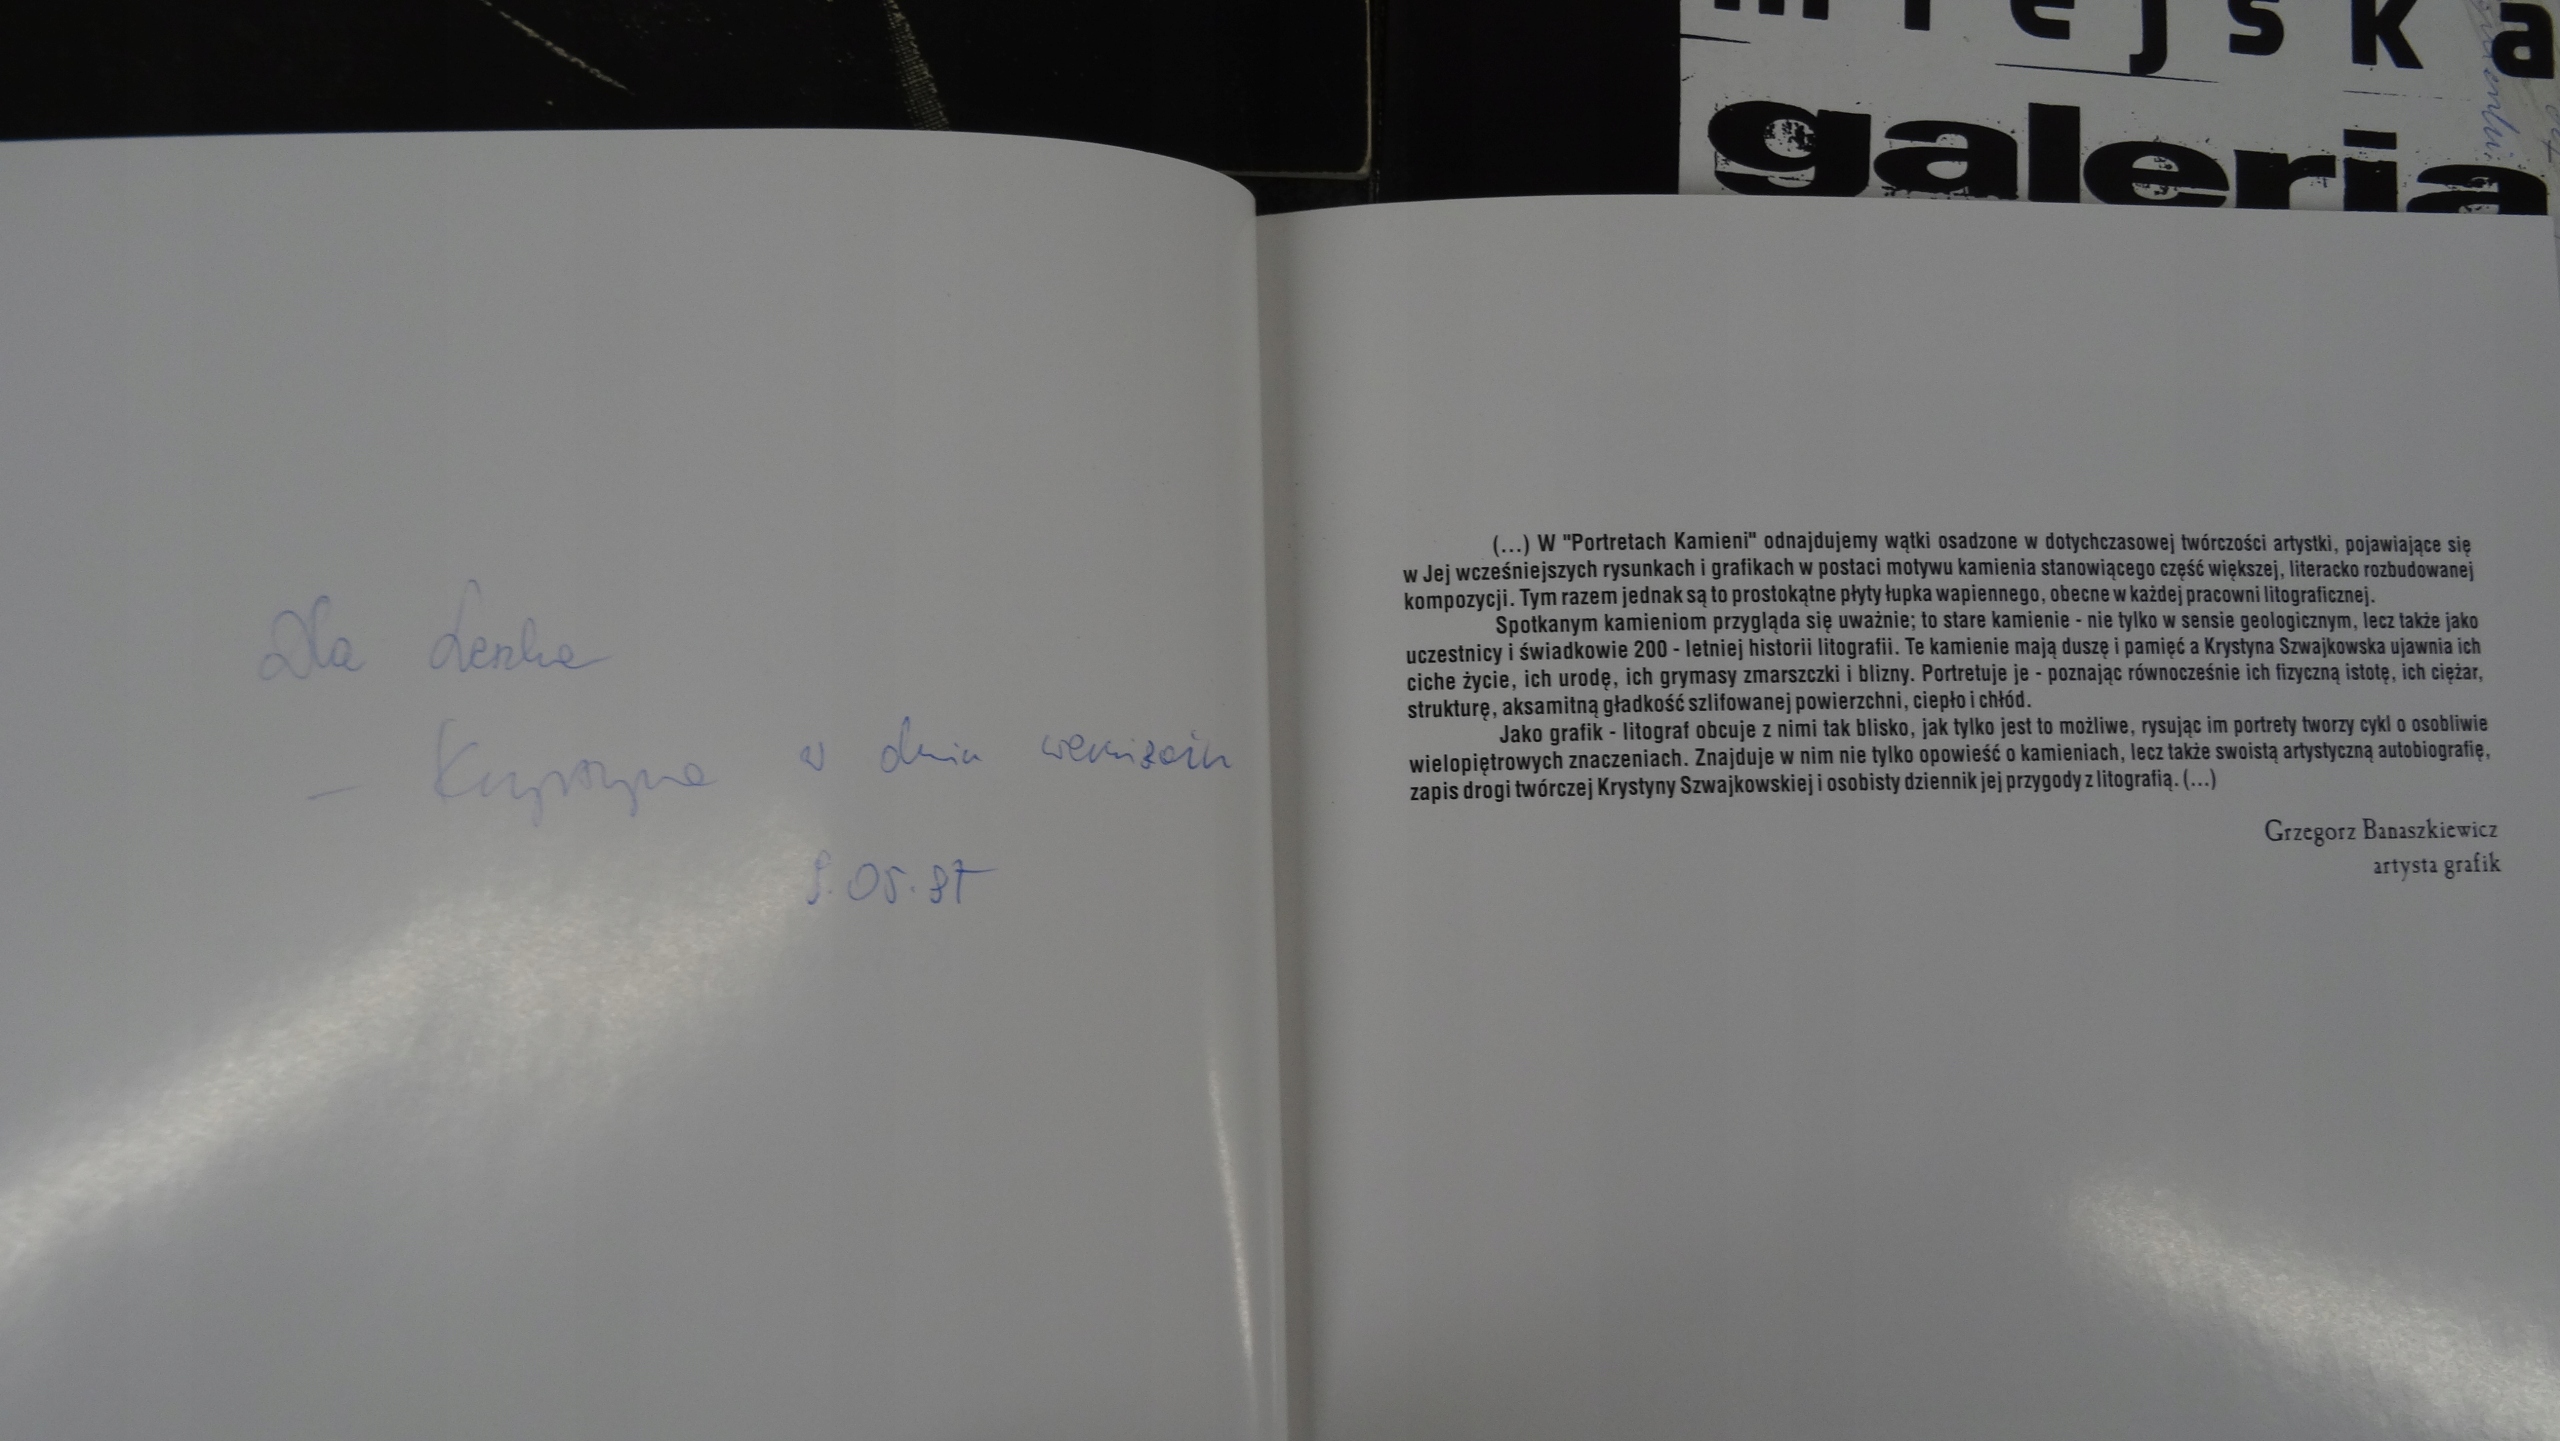 miejska
galeria
Dla Leszka
– Krystyna w dniu wernisażu
9.05.97
(...) W "Portretach Kamieni" odnajdujemy wątki osadzone w dotychczasowej twórczości artystki, pojawiające się
w Jej wcześniejszych rysunkach i grafikach w postaci motywu kamienia stanowiącego część większej, literacko rozbudowanej
kompozycji. Tym razem jednak są to prostokątne płyty łupka wapiennego, obecne w każdej pracowni litograficznej.
Spotkanym kamieniom przygląda się uważnie; to stare kamienie - nie tylko w sensie geologicznym, lecz także jako
uczestnicy i świadkowie 200 - letniej historii litografii. Te kamienie mają duszę i pamięć a Krystyna Szwajkowska ujawnia ich
ciche życie, ich urodę, ich grymasy zmarszczki i blizny. Portretuje je - poznając równocześnie ich fizyczną istotę, ich ciężar,
strukturę, aksamitną gładkość szlifowanej powierzchni, ciepło i chłód.
Jako grafik - litograf obcuje z nimi tak blisko, jak tylko jest to możliwe, rysując im portrety tworzy cykl o osobliwie
wielopiętrowych znaczeniach. Znajduje w nim nie tylko opowieść o kamieniach, lecz także swoistą artystyczną autobiografię,
zapis drogi twórczej Krystyny Szwajkowskiej i osobisty dziennik jej przygody z litografią. (...)
Grzegorz Banaszkiewicz
artysta grafik